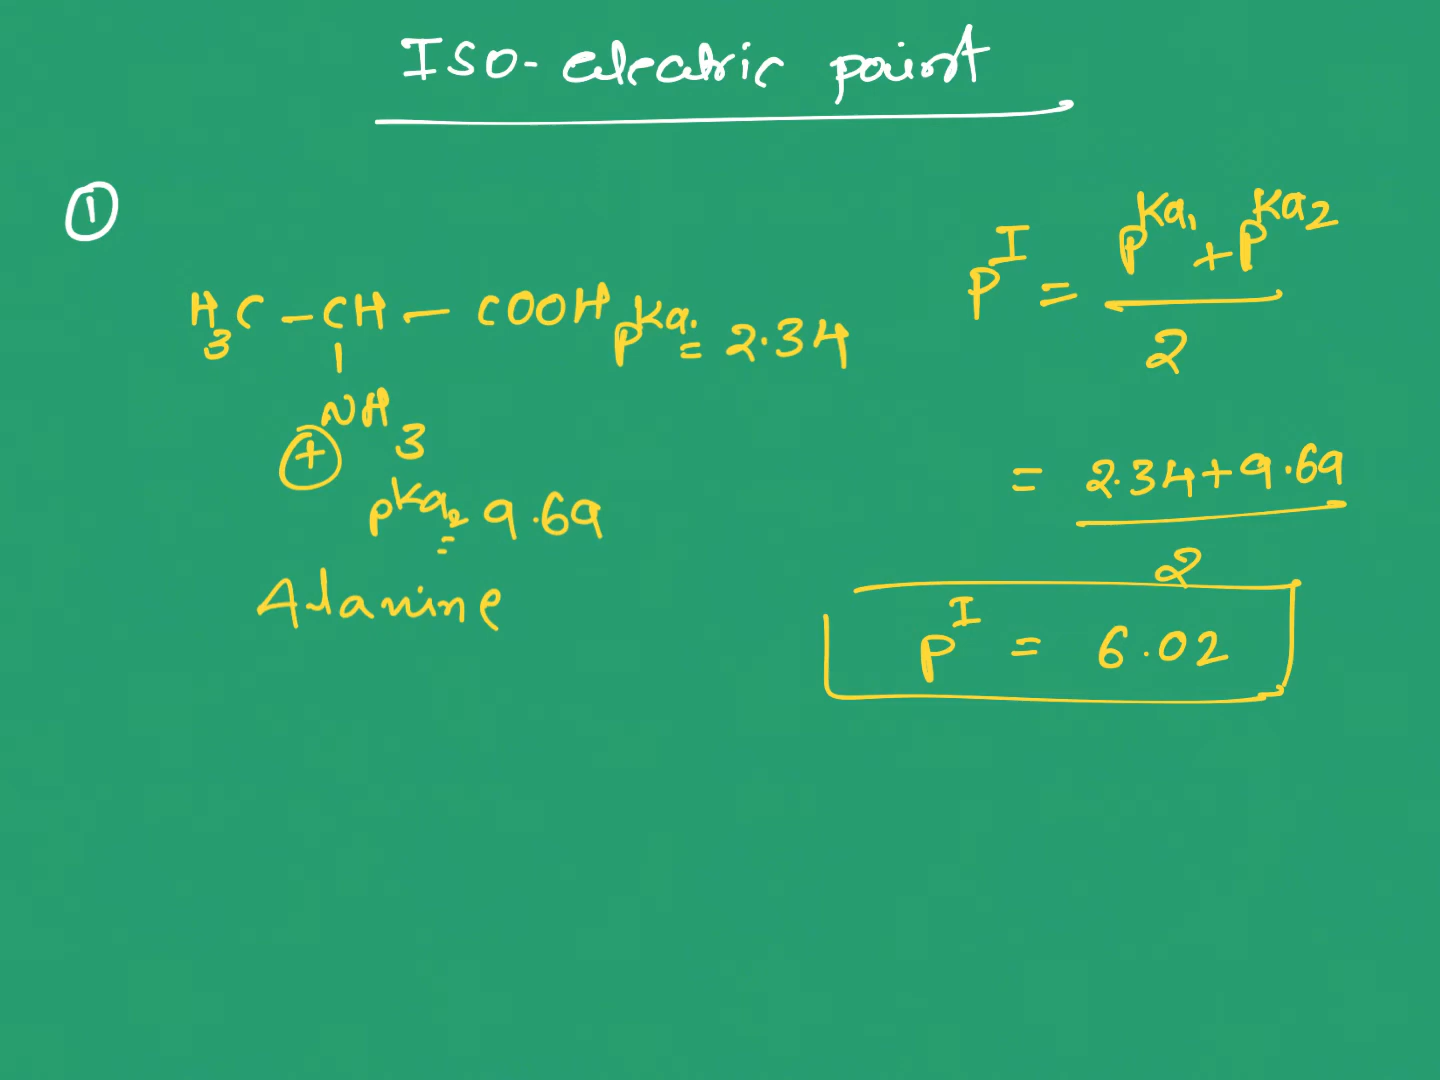 ISO-electric point
①
H3C - CH - COOH pKa1 = 2.34
⊕NH3
pKa2 = 9.69
Alanine
pI = pKa1 + pKa2 / 2
= 2.34 + 9.69 / 2
pI = 6.02